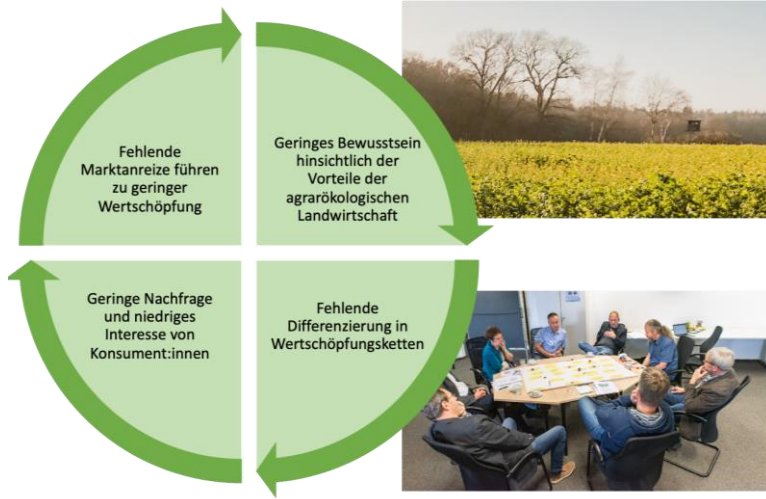 Fehlende
Marktanreize führen
zu geringer
Wertschöpfung
Geringes Bewusstsein
hinsichtlich der
Vorteile der
agrarökologischen
Landwirtschaft
Geringe Nachfrage
und niedriges
Interesse von
Konsument:innen
Fehlende
Differenzierung in
Wertschöpfungsketten